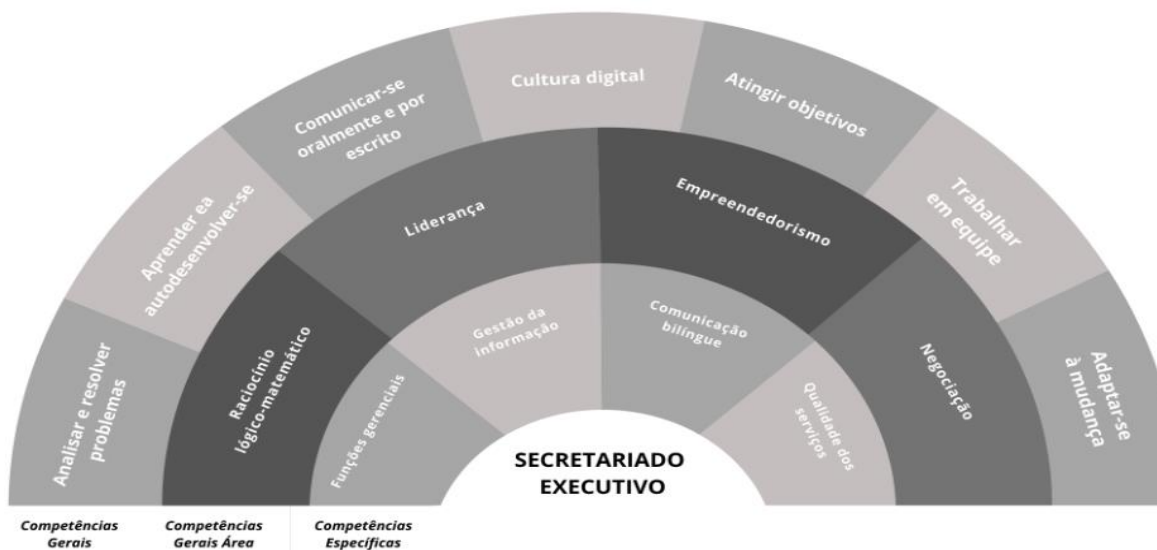 Analisar e resolver
problemas
Aprender ea
autodesenvolver-se
Comunicar-se
oralmente e por
escrito
Cultura digital
Atingir objetivos
Trabalhar
em equipe
Adaptar-se
à mudança
Raciocínio
lógico-matemático
Liderança
Empreendedorismo
Negociação
Funções gerenciais
Gestão da
informação
Comunicação
bilíngue
Qualidade dos
serviços
SECRETARIADO
EXECUTIVO
Competências
Gerais
Competências
Gerais Área
Competências
Específicas